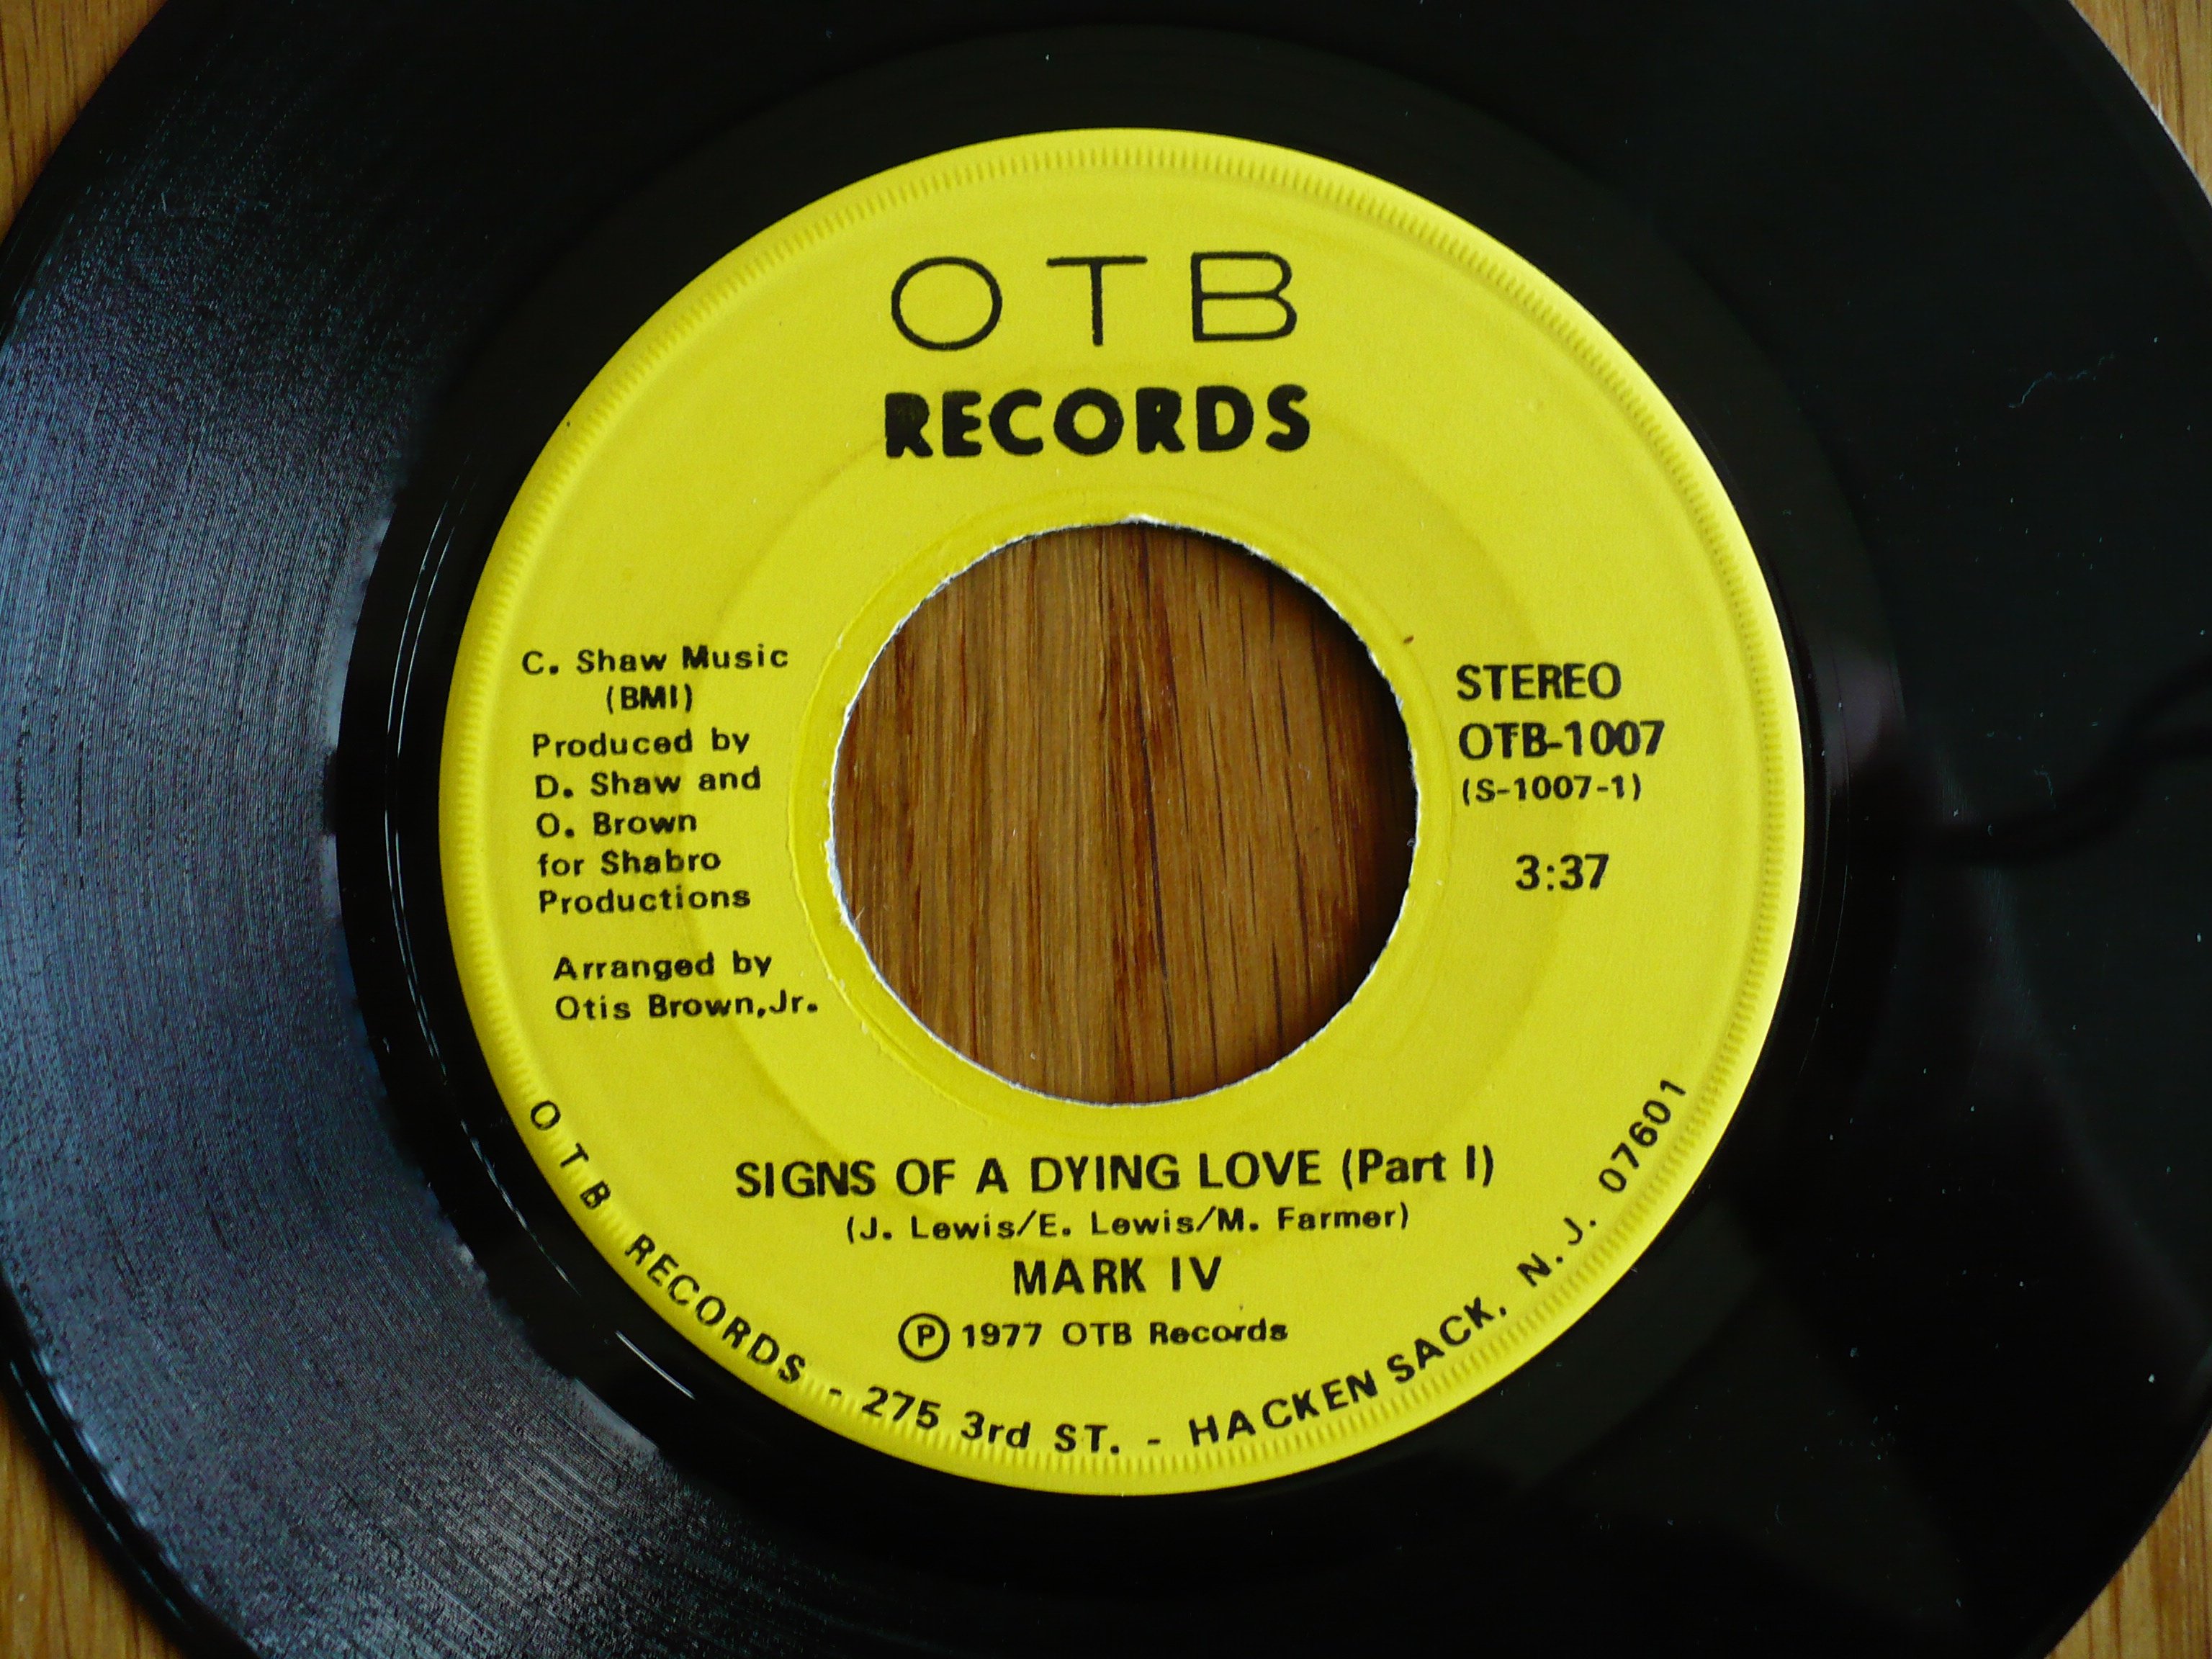 OTB
RECORDS
C. Shaw Music
(BMI)
Produced by
D. Shaw and
O. Brown
for Shabro
Productions
Arranged by
Otis Brown,Jr.
STEREO
OTB-1007
(S-1007-1)
3:37
SIGNS OF A DYING LOVE (Part I)
(J. Lewis/E. Lewis/M. Farmer)
MARK IV
Ⓟ 1977 OTB Records
OTB RECORDS - 275 3rd ST. - HACKEN SACK, N.J. 07601